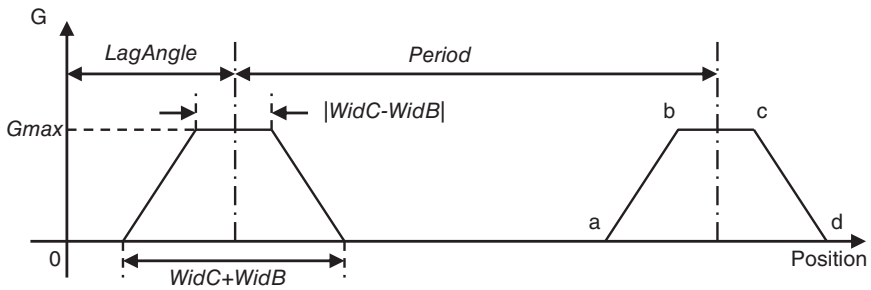 G
LagAngle
Period
|WidC-WidB|
Gmax
b
c
a
d
0
Position
WidC+WidB